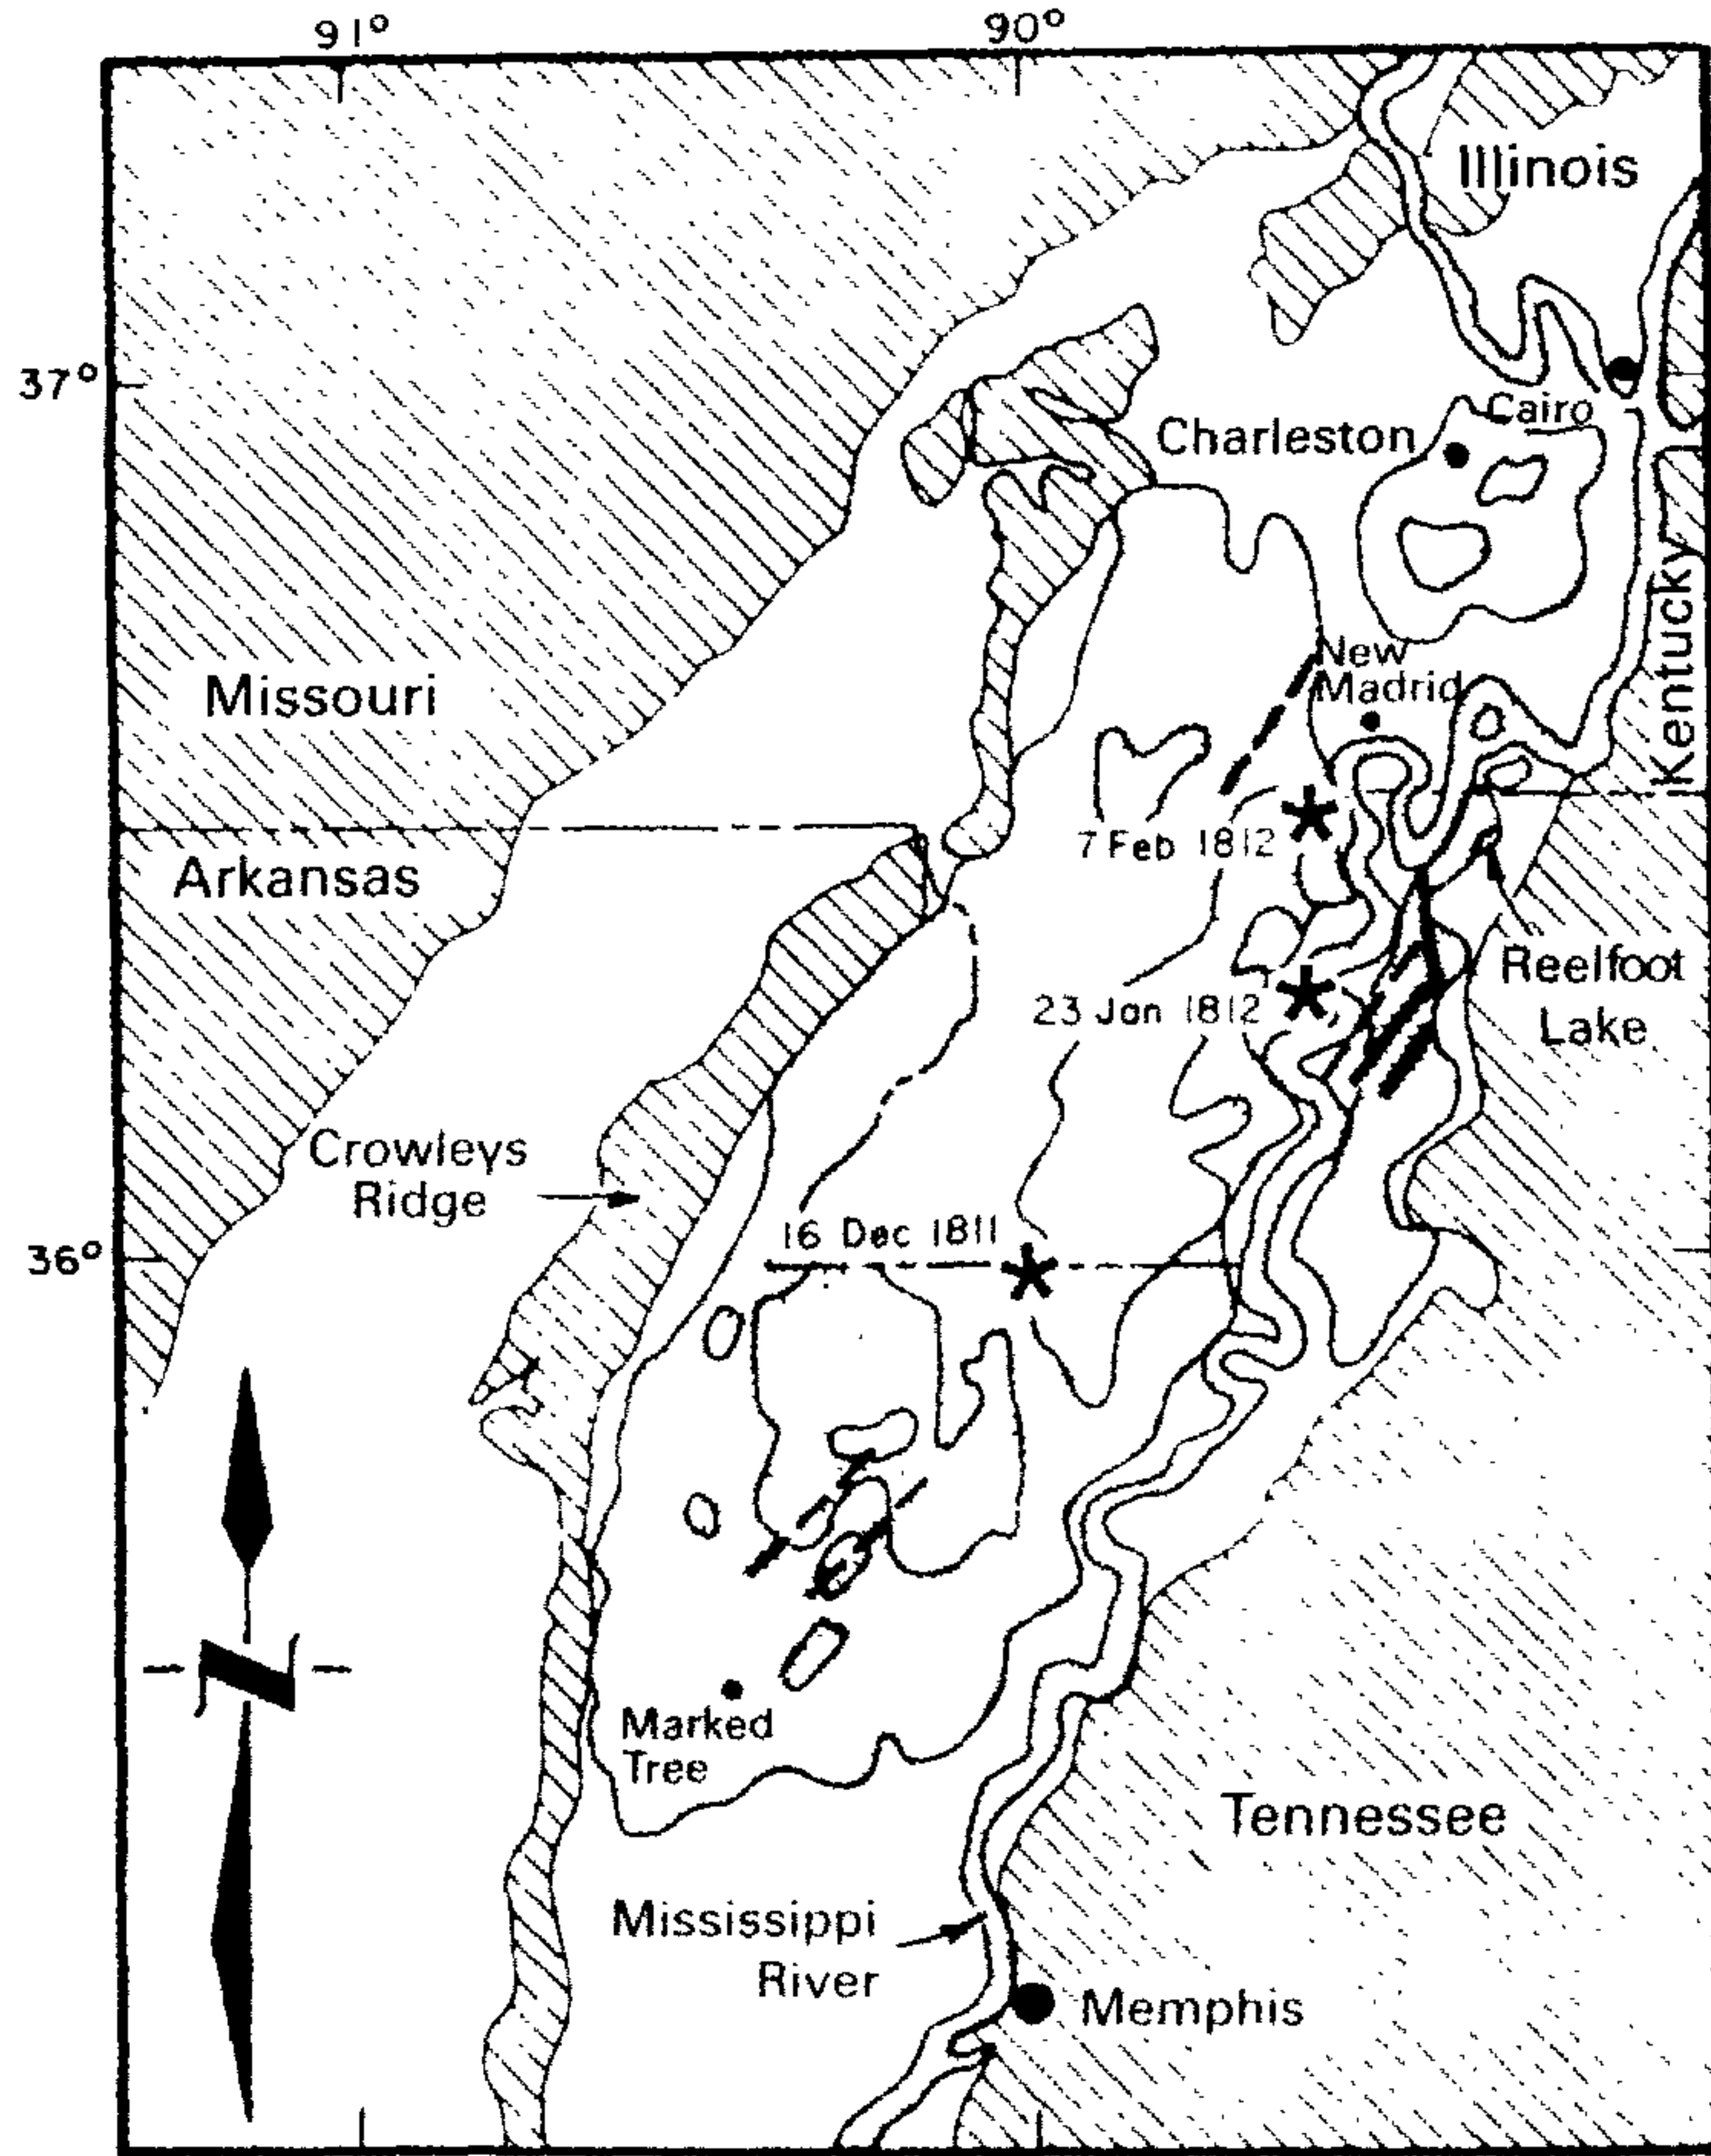 91° 90°
Illinois
37°
Cairo
Charleston
Kentucky
New
Madrid
Missouri
7 Feb 1812
Arkansas
Reelfoot
Lake
23 Jan 1812
Crowleys
Ridge
16 Dec 1811
36°
N
Marked
Tree
Tennessee
Mississippi
River
Memphis